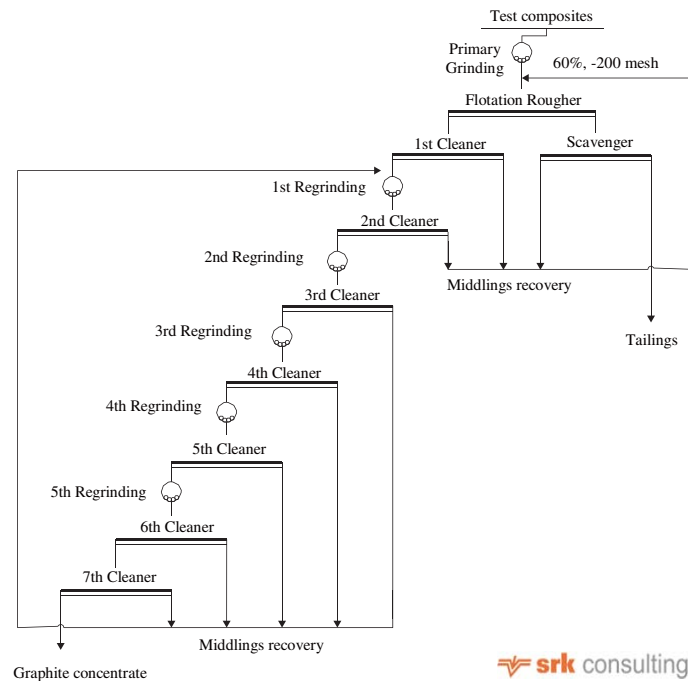 Test composites
Primary
Grinding
60%, -200 mesh
Flotation Rougher
1st Cleaner
Scavenger
1st Regrinding
2nd Cleaner
2nd Regrinding
Middlings recovery
3rd Cleaner
3rd Regrinding
Tailings
4th Cleaner
4th Regrinding
5th Cleaner
5th Regrinding
6th Cleaner
7th Cleaner
Middlings recovery
Graphite concentrate
srk consulting